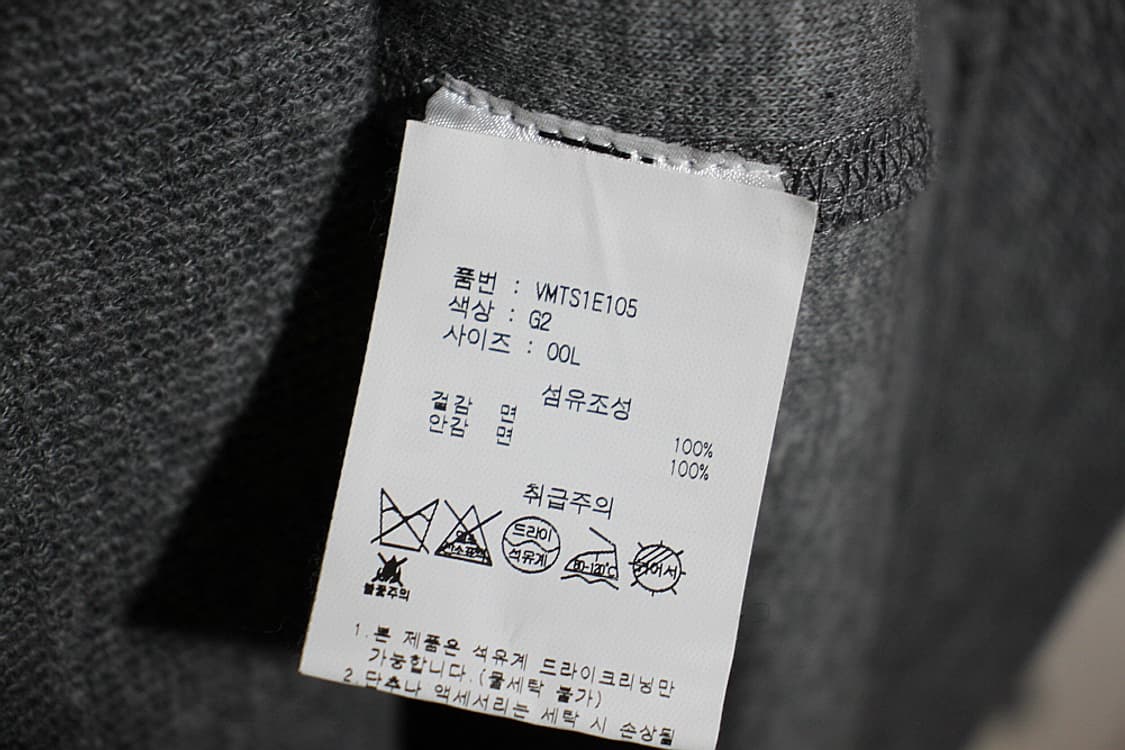 품번 : VMTS1E105
색상 : G2
사이즈 : 00L
섬유조성
겉감 면 100%
안감 면 100%
취급주의
드라이
석유계
80-120℃
불꽃주의
1. 본 제품은 석유계 드라이크리닝만
가능합니다.(물세탁 불가)
2.단추나 액세서리는 세탁 시 손상될